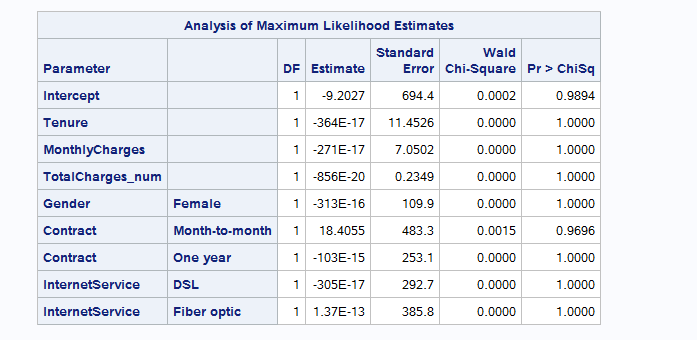 Analysis of Maximum Likelihood Estimates
Parameter DF Estimate Standard Error Wald Chi-Square Pr > ChiSq
Intercept 1 -9.2027 694.4 0.0002 0.9894
Tenure 1 -364E-17 11.4526 0.0000 1.0000
MonthlyCharges 1 -271E-17 7.0502 0.0000 1.0000
TotalCharges_num 1 -856E-20 0.2349 0.0000 1.0000
Gender Female 1 -313E-16 109.9 0.0000 1.0000
Contract Month-to-month 1 18.4055 483.3 0.0015 0.9696
Contract One year 1 -103E-15 253.1 0.0000 1.0000
InternetService DSL 1 -305E-17 292.7 0.0000 1.0000
InternetService Fiber optic 1 1.37E-13 385.8 0.0000 1.0000